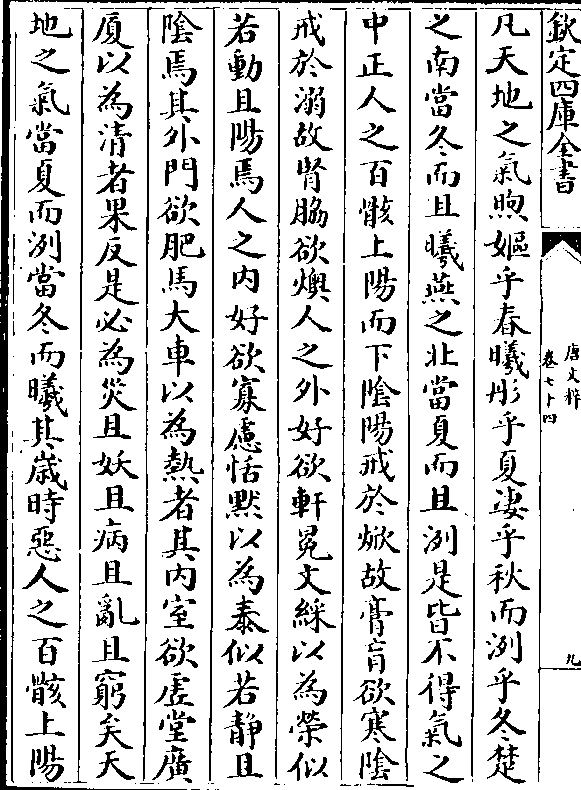 欽定四庫全書
唐文粹
卷七十四
九
凡天地之氣煦嫗乎春曦彤乎夏淒乎秋而冽乎冬楚
之南當冬而且曦燕之北當夏而且冽是皆不得氣之
中正人之百骸上陽而下陰陽戒於焮故膏肓欲寒陰
戒於溺故腎脇欲燠人之外好欲軒冕文綵以為榮似
若動且陽焉人之内好欲寡慮恬默以為泰似若静且
陰焉其外門欲肥馬大車以為熱者其内室欲虛堂廣
厦以為清者果反是必為災且妖且病且亂且窮矣天
地之氣當夏而冽當冬而曦其歲時惡人之百骸上陽